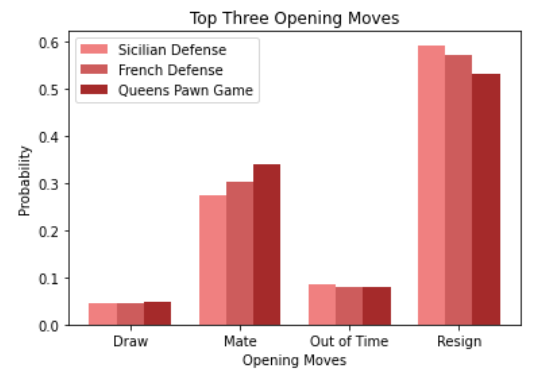 Top Three Opening Moves
Sicilian Defense
French Defense
Queens Pawn Game
Probability
0.6
0.5
0.4
0.3
0.2
0.1
0.0
Draw Mate Out of Time Resign
Opening Moves